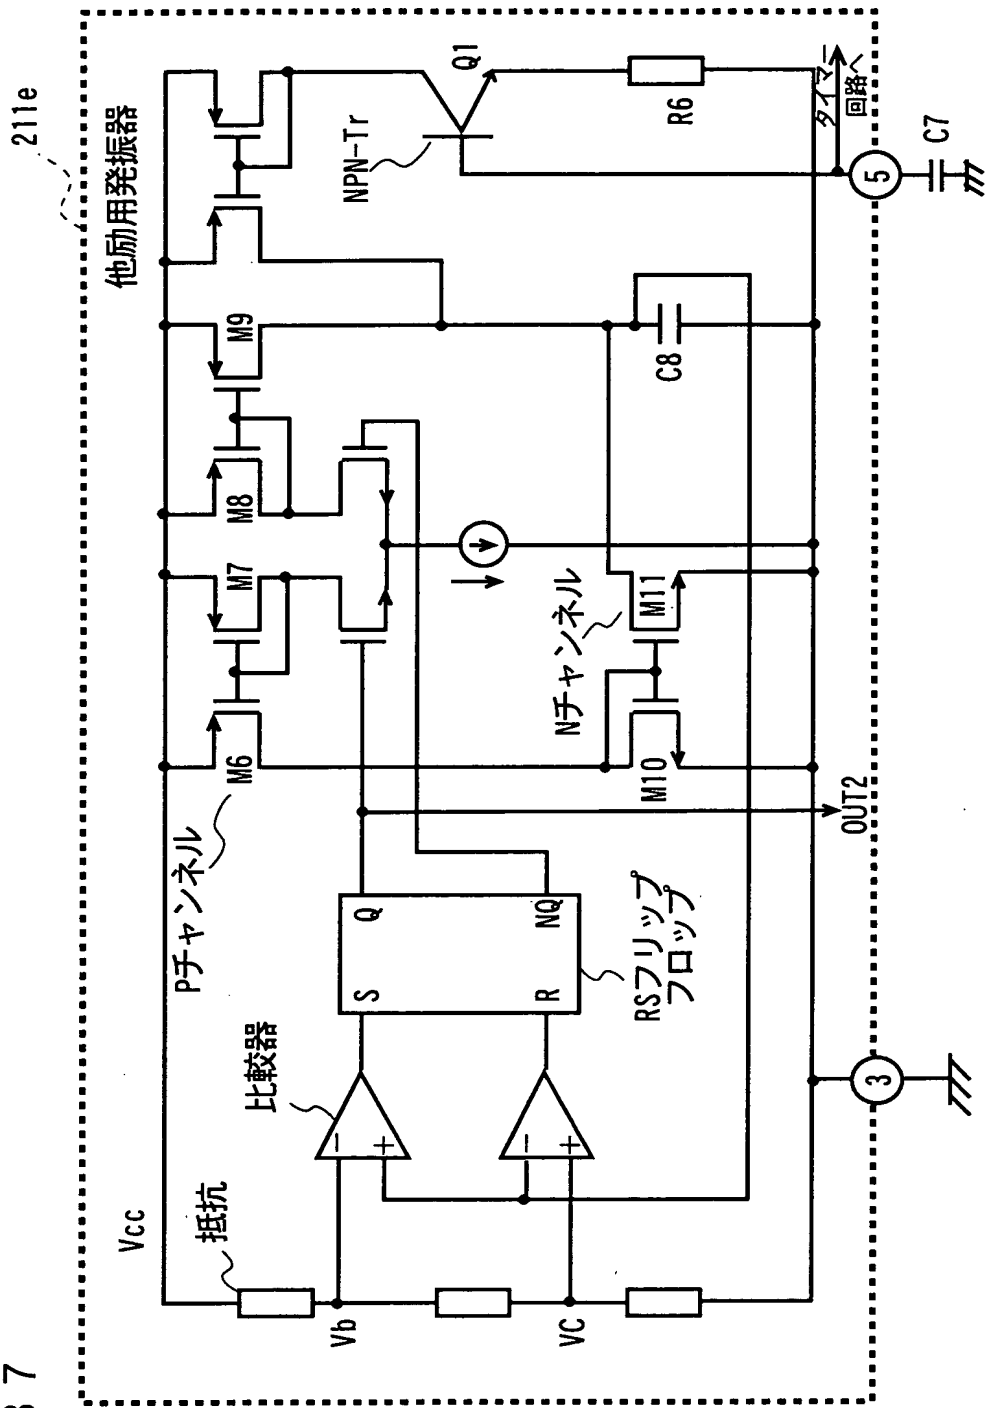 ７
211e
他励用発振器
Vcc
抵抗
Vb
VC
比較器
－
＋
－
＋
S
Q
R
NQ
RSフリップ
フロップ
Pチャンネル
M6
M7
M8
M9
Nチャンネル
M10
M11
C8
NPN-Tr
Q1
R6
タイマー
回路へ
OUT2
3
5
C7